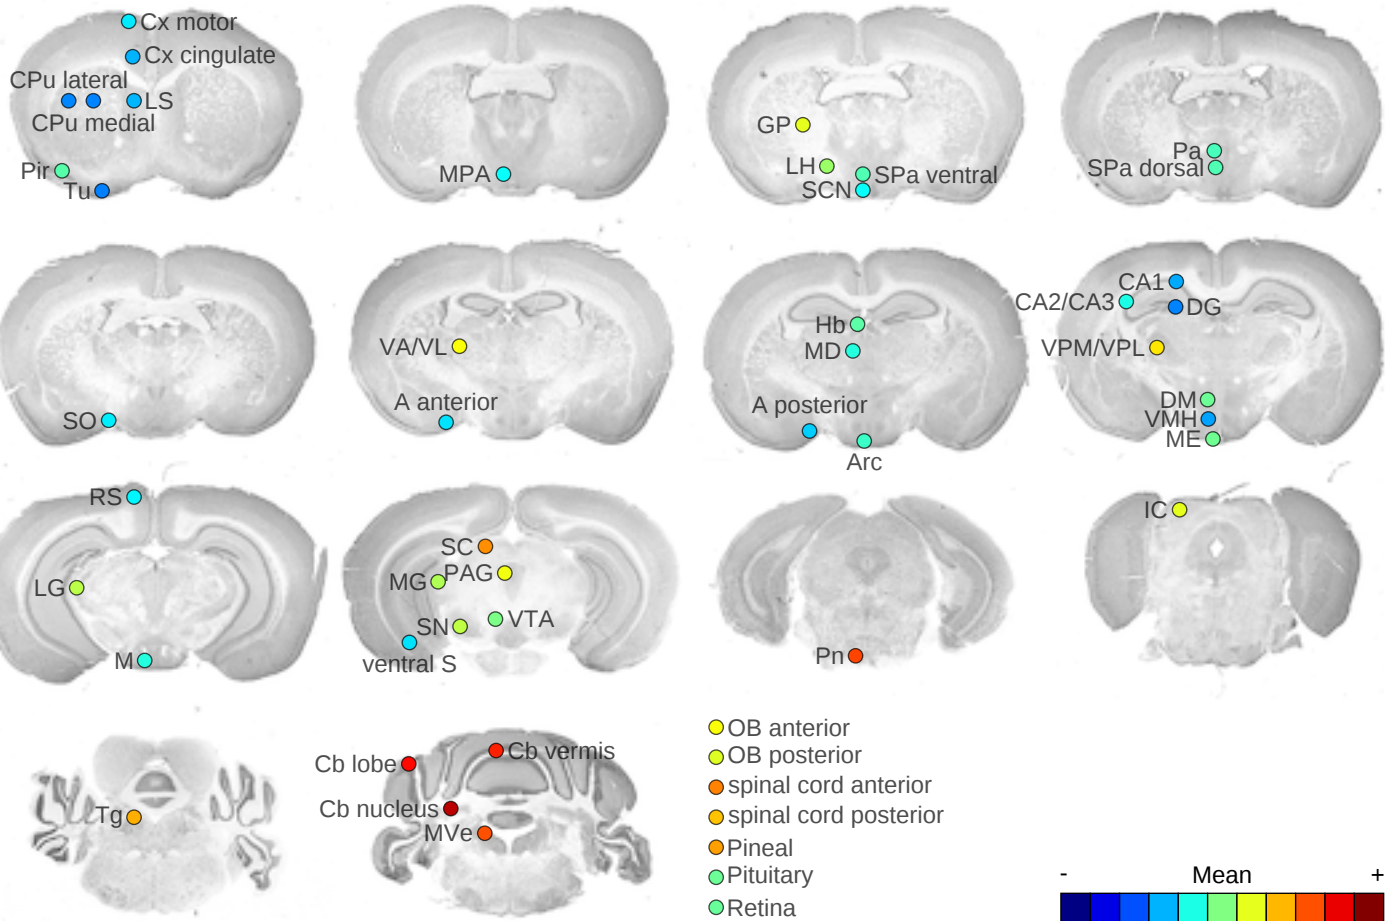 Cx motor
Cx cingulate
CPu lateral
LS
CPu medial
Pir
Tu
MPA
GP
LH
SPa ventral
SCN
Pa
SPa dorsal
SO
VA/VL
A anterior
Hb
MD
A posterior
Arc
CA1
CA2/CA3
DG
VPM/VPL
DM
VMH
ME
RS
LG
M
SC
PAG
MG
SN
VTA
ventral S
Pn
IC
Tg
Cb lobe
Cb vermis
Cb nucleus
MVe
OB anterior
OB posterior
spinal cord anterior
spinal cord posterior
Pineal
Pituitary
Retina
- Mean +